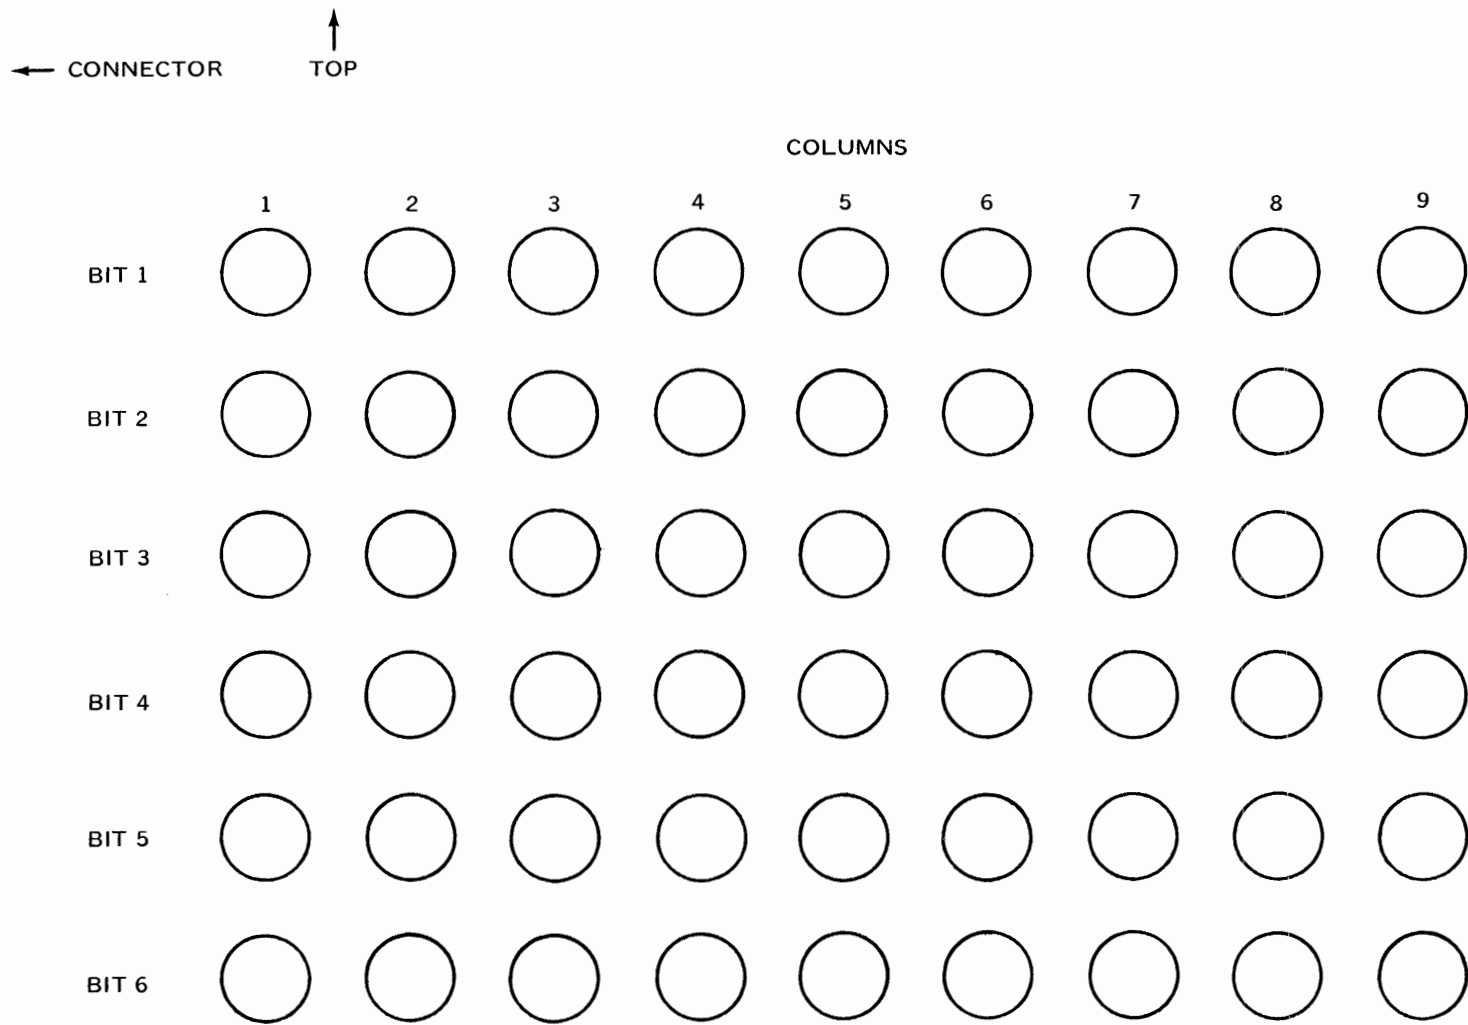 CONNECTOR TOP
COLUMNS
1 2 3 4 5 6 7 8 9
BIT 1
BIT 2
BIT 3
BIT 4
BIT 5
BIT 6